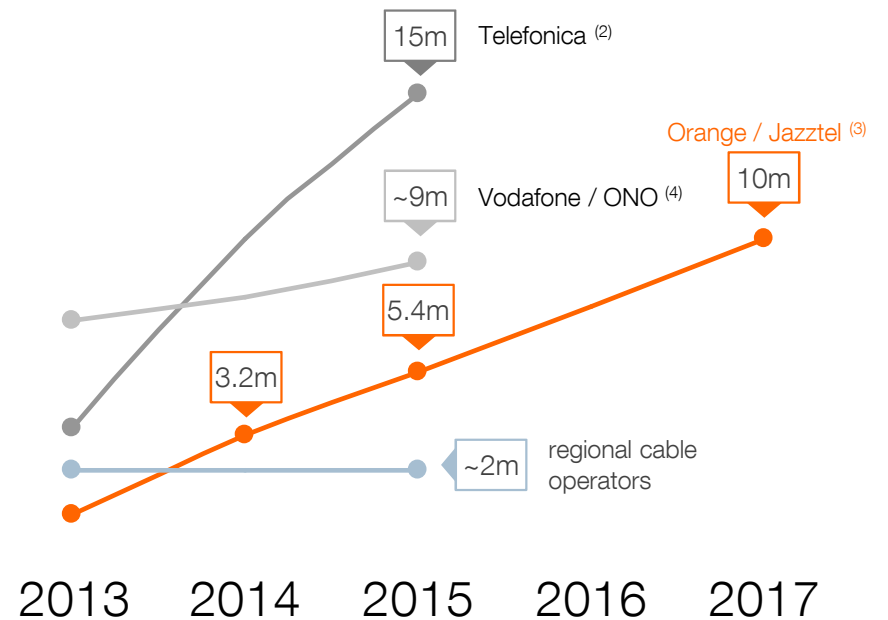 15m Telefonica (2)
Orange / Jazztel (3)
~9m Vodafone / ONO (4)
10m
5.4m
3.2m
~2m regional cable
operators
2013 2014 2015 2016 2017